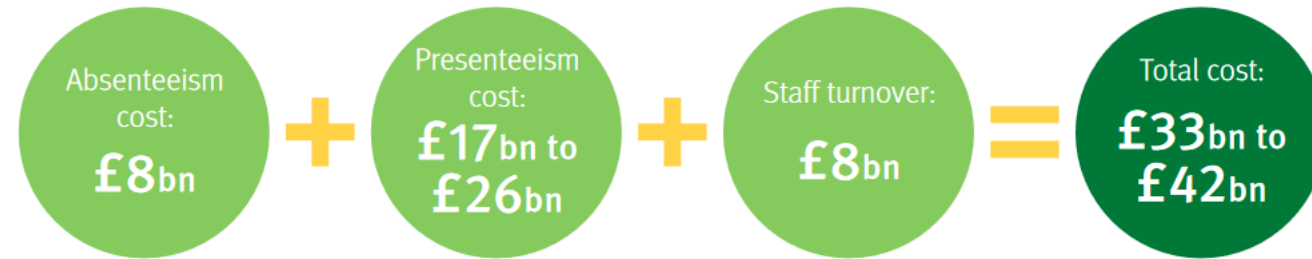 Absenteeism
cost:
£8bn
+
Presenteeism
cost:
£17bn to
£26bn
+
Staff turnover:
£8bn
=
Total cost:
£33bn to
£42bn